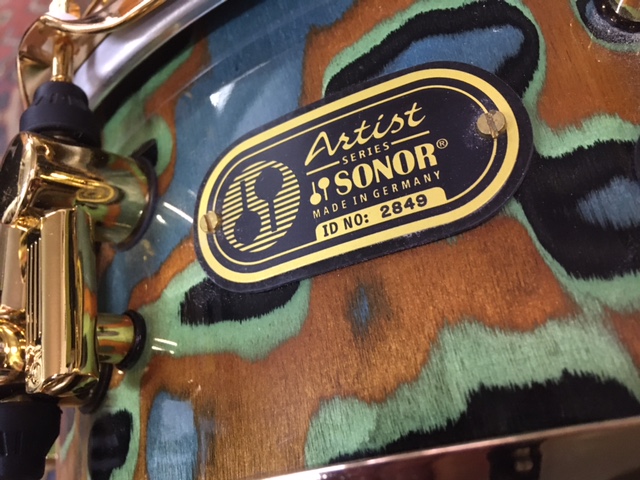 Artist
SERIES
SONOR®
MADE IN GERMANY
ID NO: 2849